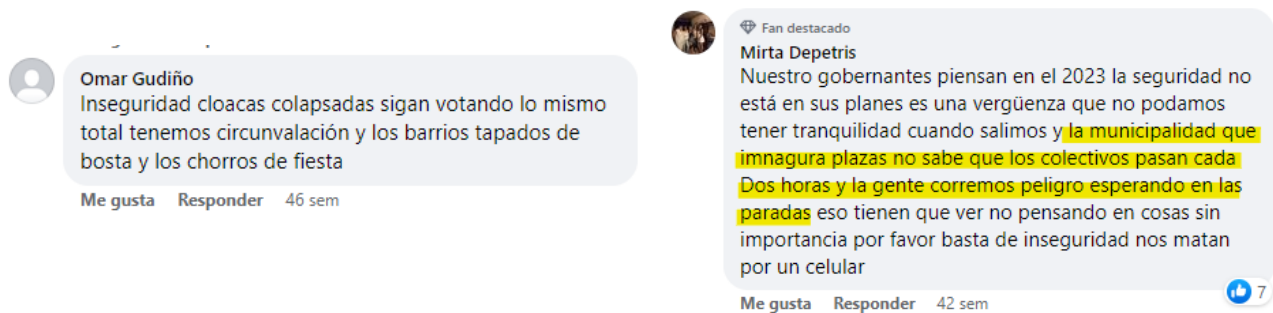 Omar Gudiño
Inseguridad cloacas colapsadas sigan votando lo mismo
total tenemos circunvalación y los barrios tapados de
bosta y los chorros de fiesta
Me gusta Responder 46 sem
Fan destacado
Mirta Depetris
Nuestro gobernantes piensan en el 2023 la seguridad no
está en sus planes es una vergüenza que no podamos
tener tranquilidad cuando salimos y la municipalidad que
imnagura plazas no sabe que los colectivos pasan cada
Dos horas y la gente corremos peligro esperando en las
paradas eso tienen que ver no pensando en cosas sin
importancia por favor basta de inseguridad nos matan
por un celular
Me gusta Responder 42 sem
7